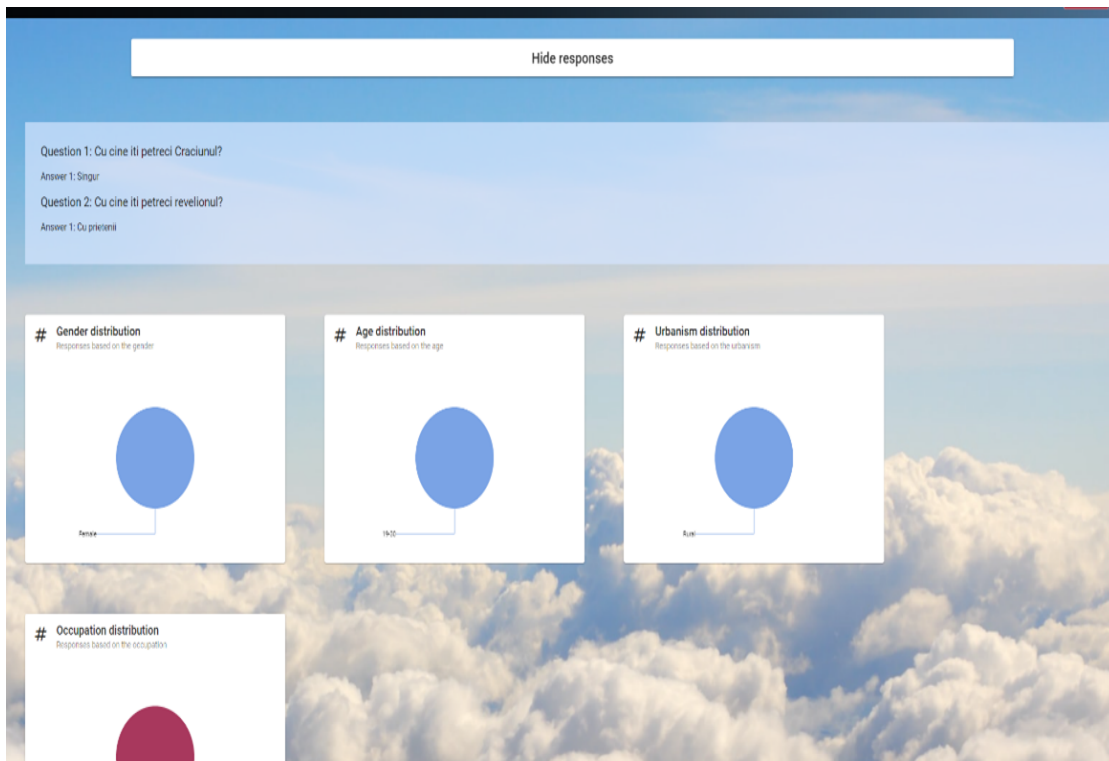 Hide responses
Question 1: Cu cine iti petreci Craciunul?
Answer 1: Singur
Question 2: Cu cine iti petreci revelionul?
Answer 1: Cu prietenii
# Gender distribution
Responses based on the gender
Female
# Age distribution
Responses based on the age
# Urbanism distribution
Responses based on the urbanism
Rural
# Occupation distribution
Responses based on the occupation